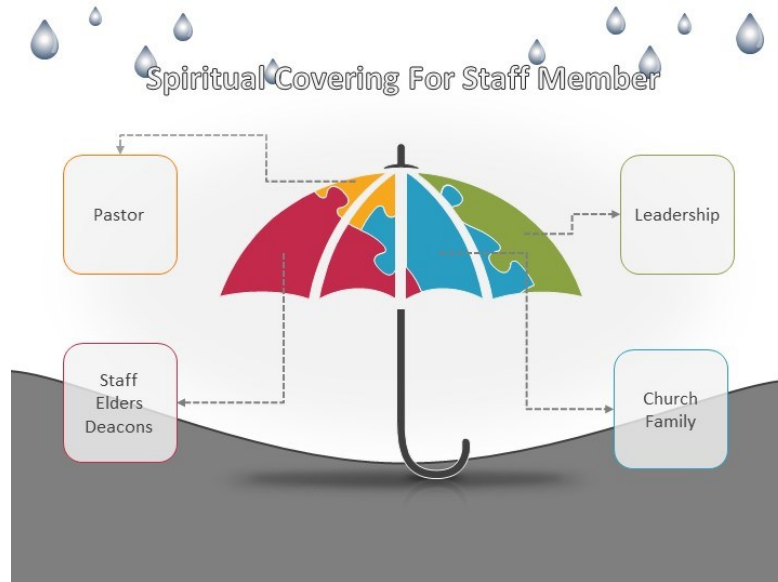 Spiritual Covering For Staff Member
Pastor
Leadership
Staff
Elders
Deacons
Church
Family